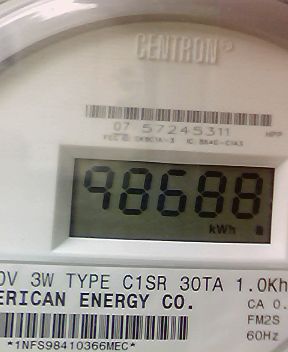 CENTRON®
07 57245311 HPP
98688
kWh
0V 3W TYPE C1SR 30TA 1.0Kh
ERICAN ENERGY CO. CA 0.
FM2S
*1NFS98410366MEC* 60Hz